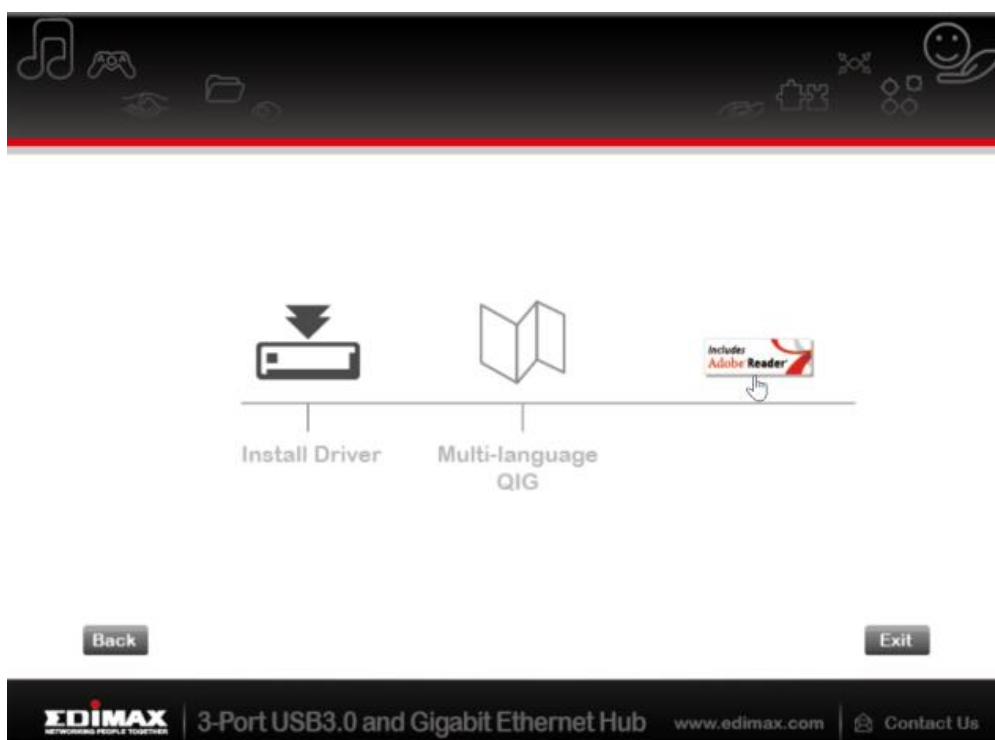 Includes
Adobe Reader
Install Driver
Multi-language
QIG
Back
Exit
EDIMAX
NETWORKING PEOPLE TOGETHER
3-Port USB3.0 and Gigabit Ethernet Hub
www.edimax.com
Contact Us